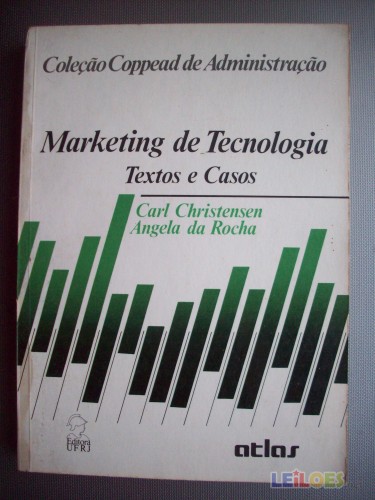 Coleção Coppead de Administração
Marketing de Tecnologia
Textos e Casos
Carl Christensen
Angela da Rocha
Editora
UFRJ
atlas
LEILOES